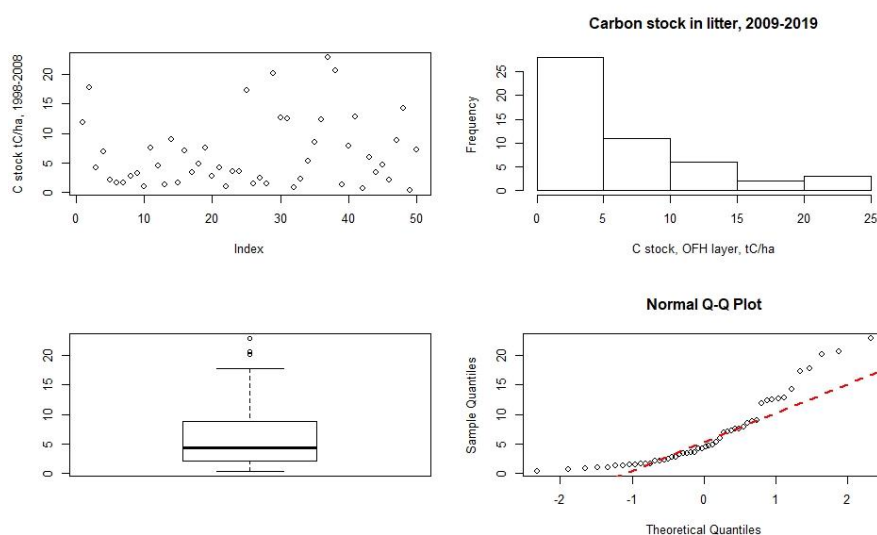 C stock tC/ha, 1998-2008
20
15
10
5
0
0 10 20 30 40 50
Index
Carbon stock in litter, 2009-2019
Frequency
25
20
15
10
5
0
0 5 10 15 20 25
C stock, OFH layer, tC/ha
20
15
10
5
0
Normal Q-Q Plot
Sample Quantiles
20
15
10
5
0
-2 -1 0 1 2
Theoretical Quantiles